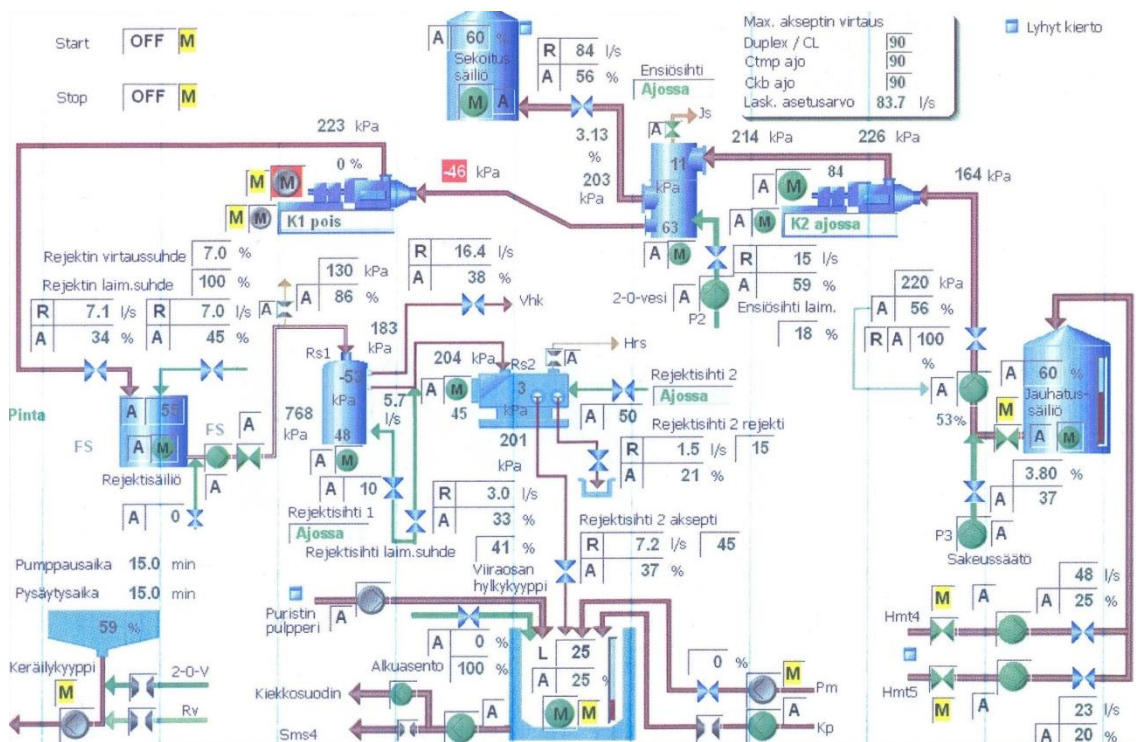 Start OFF M
Stop OFF M
A 60 %
Sekoitus
säiliö
M A
R 84 l/s
A 56 %
Ensiösihti
Ajossa
Max. akseptin virtaus
Duplex / CL 90
Ctmp ajo 90
Ckb ajo 90
Lask. asetusarvo 83.7 l/s
Lyhyt kierto
223 kPa
0 %
M M
M M
K1 pois
-46 kPa
3.13
%
203
kPa
A
Js
11
kPa
63
A M
214 kPa
226 kPa
84
A M
A M
K2 ajossa
164 kPa
Rejektin virtaussuhde 7.0 %
Rejektin laim.suhde 100 %
R 7.1 l/s
A 34 %
R 7.0 l/s
A 45 %
A
130 kPa
A 86 %
R 16.4 l/s
A 38 %
Vhk
2-0-vesi A
P2
R 15 l/s
A 59 %
Ensiösihti laim.
18 %
220 kPa
A 56 %
R A 100
%
A
53%
183
kPa
Rs1
-53
kPa
48
A M
A 10
768
kPa
5.7
l/s
204 kPa
Rs2
A M
45
3
kPa
201
kPa
A
Hrs
Rejektisihti 2
Ajossa
A 50
Rejektisihti 2 rejekti
R 1.5 l/s 15
A 21 %
A
60 %
Jauhatus-
säiliö
M
A M
Pinta
A 55
A M
FS
FS
A
A
Rejektisäiliö
A 0
Rejektisihti 1
Ajossa
Rejektisihti laim.suhde
R 3.0 l/s
A 33 %
41 %
Viiraosan
hylkykyyppi
Rejektisihti 2 aksepti
R 7.2 l/s 45
A 37 %
3.80 %
A 37
P3 A
Sakeussäätö
Pumppausaika 15.0 min
Pysäytysaika 15.0 min
59 %
Keräilykyyppi
M
2-0-V
Rv
Puristin
pulpperi
A
A 0 %
Alkuasento 100 %
Kiekkosuodin
Sms4
A
L 25
A 25 %
M M
0 %
M
Pm
A
Kp
Hmt4
M A
48 l/s
A 25 %
Hmt5
M A
23 l/s
A 20 %